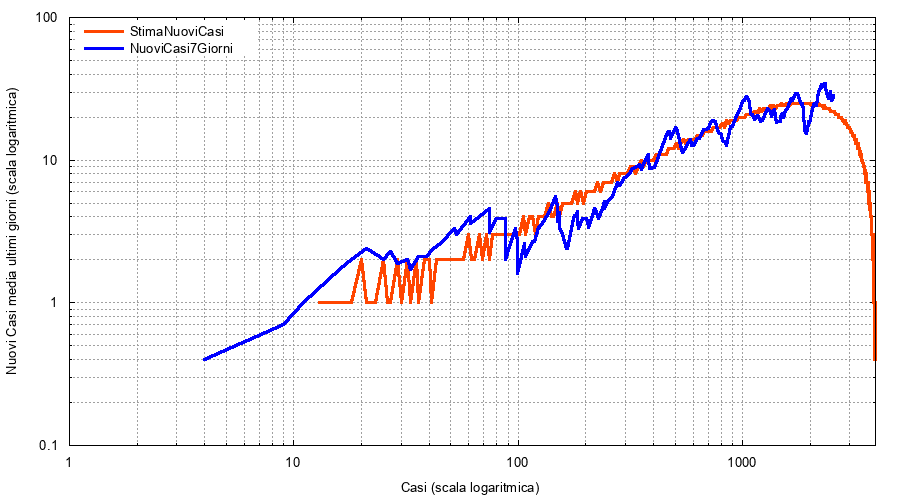 100
StimaNuoviCasi
NuoviCasi7Giorni
10
1
0.1
Nuovi Casi media ultimi giorni (scala logaritmica)
1
10
100
1000
Casi (scala logaritmica)